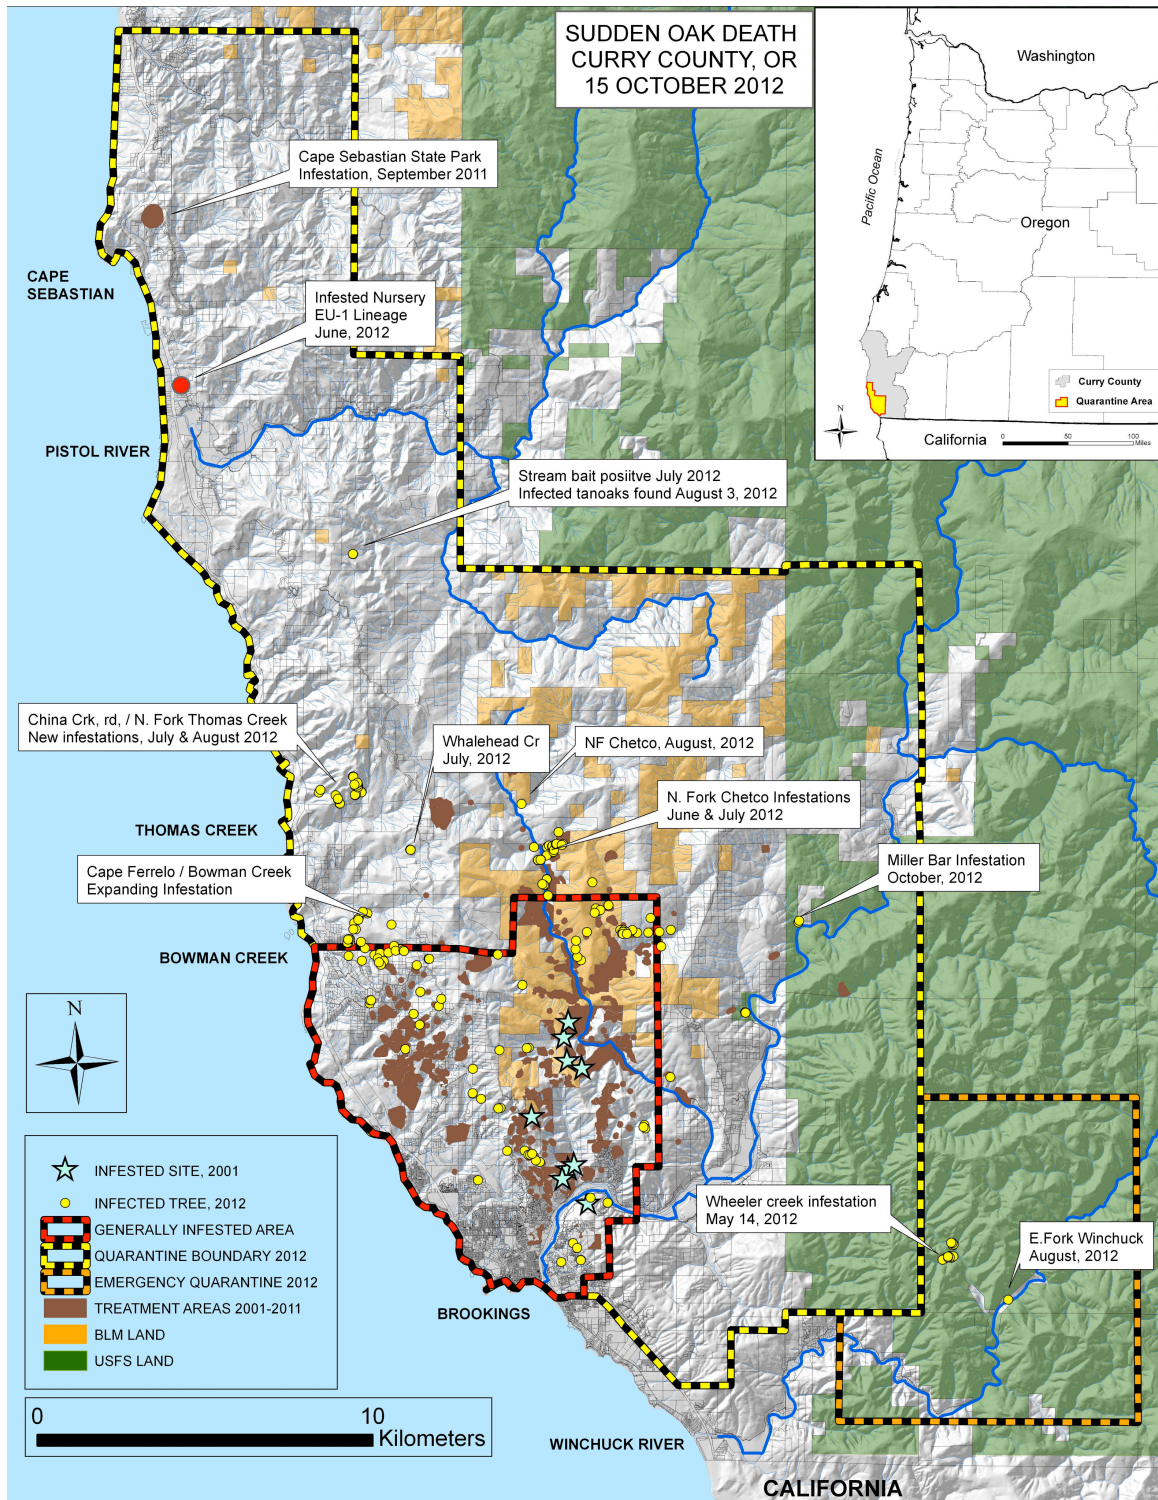 SUDDEN OAK DEATH
CURRY COUNTY, OR
15 OCTOBER 2012
Washington
Pacific Ocean
Oregon
Curry County
Quarantine Area
N
California
0 50 100
Miles
Cape Sebastian State Park
Infestation, September 2011
CAPE
SEBASTIAN
Infested Nursery
EU-1 Lineage
June, 2012
PISTOL RIVER
Stream bait posiitve July 2012
Infected tanoaks found August 3, 2012
China Crk, rd, / N. Fork Thomas Creek
New infestations, July & August 2012
Whalehead Cr
July, 2012
NF Chetco, August, 2012
N. Fork Chetco Infestations
June & July 2012
THOMAS CREEK
Cape Ferrelo / Bowman Creek
Expanding Infestation
Miller Bar Infestation
October, 2012
BOWMAN CREEK
N
INFESTED SITE, 2001
INFECTED TREE, 2012
GENERALLY INFESTED AREA
QUARANTINE BOUNDARY 2012
EMERGENCY QUARANTINE 2012
TREATMENT AREAS 2001-2011
BLM LAND
USFS LAND
Wheeler creek infestation
May 14, 2012
E.Fork Winchuck
August, 2012
BROOKINGS
0 10
Kilometers
WINCHUCK RIVER
CALIFORNIA